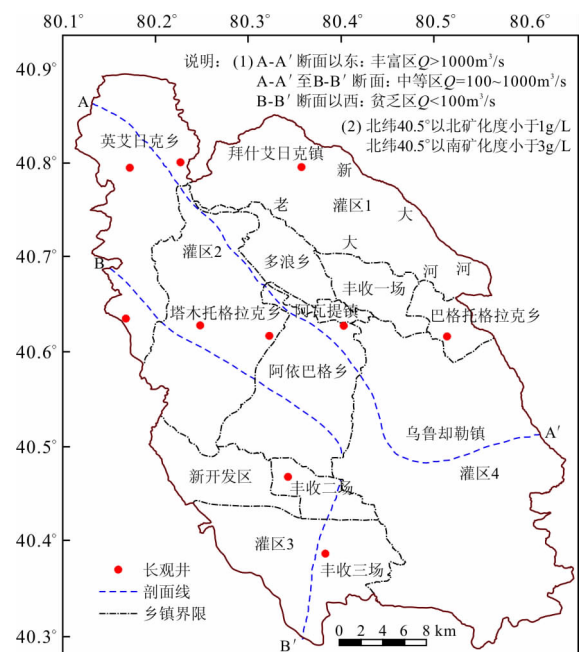 80.1° 80.2° 80.3° 80.4° 80.5° 80.6°
40.9°
40.8°
40.7°
40.6°
40.5°
40.4°
40.3°
说明：(1) A-A′ 断面以东: 丰富区Q>1000m³/s
A-A′ 至B-B′ 断面: 中等区Q=100~1000m³/s
B-B′ 断面以西: 贫乏区Q<100m³/s
(2) 北纬40.5°以北矿化度小于1g/L
北纬40.5°以南矿化度小于3g/L
A
英艾日克乡
拜什艾日克镇
新
大
河
老
大
河
灌区1
灌区2
多浪乡
丰收一场
B
塔木托格拉克乡
阿瓦提镇
巴格托格拉克乡
阿依巴格乡
乌鲁却勒镇
A′
灌区4
新开发区
丰收二场
灌区3
丰收三场
B′
长观井
剖面线
乡镇界限
0 2 4 6 8 km